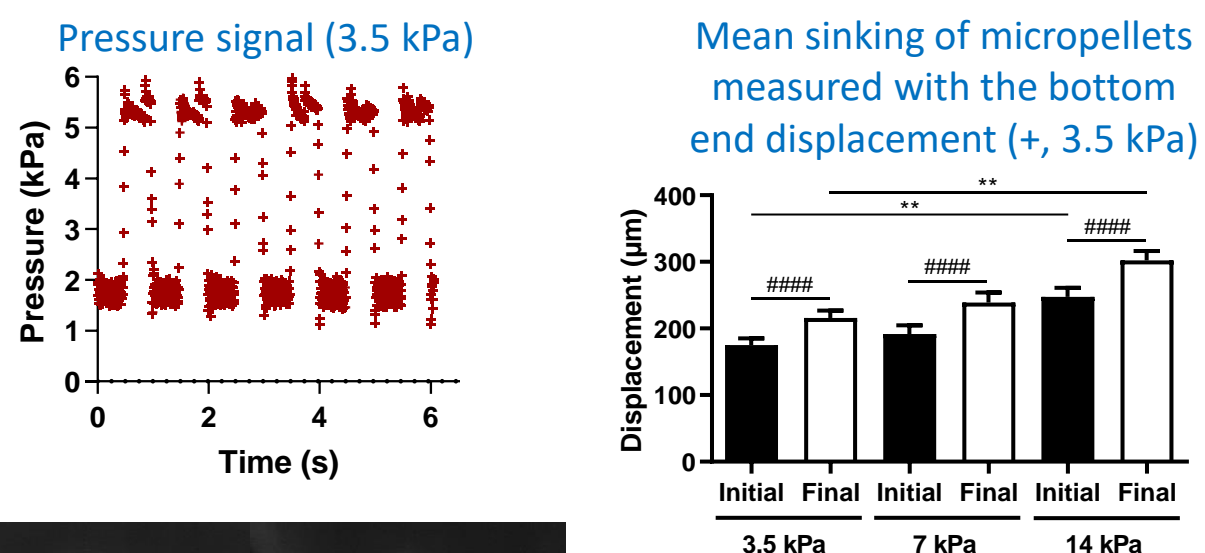 Pressure signal (3.5 kPa)
6
5
4
3
2
1
0
Pressure (kPa)
0 2 4 6
Time (s)
Mean sinking of micropellets
measured with the bottom
end displacement (+, 3.5 kPa)
400
300
200
100
0
Displacement (µm)
**
**
####
####
####
Initial Final Initial Final Initial Final
3.5 kPa 7 kPa 14 kPa